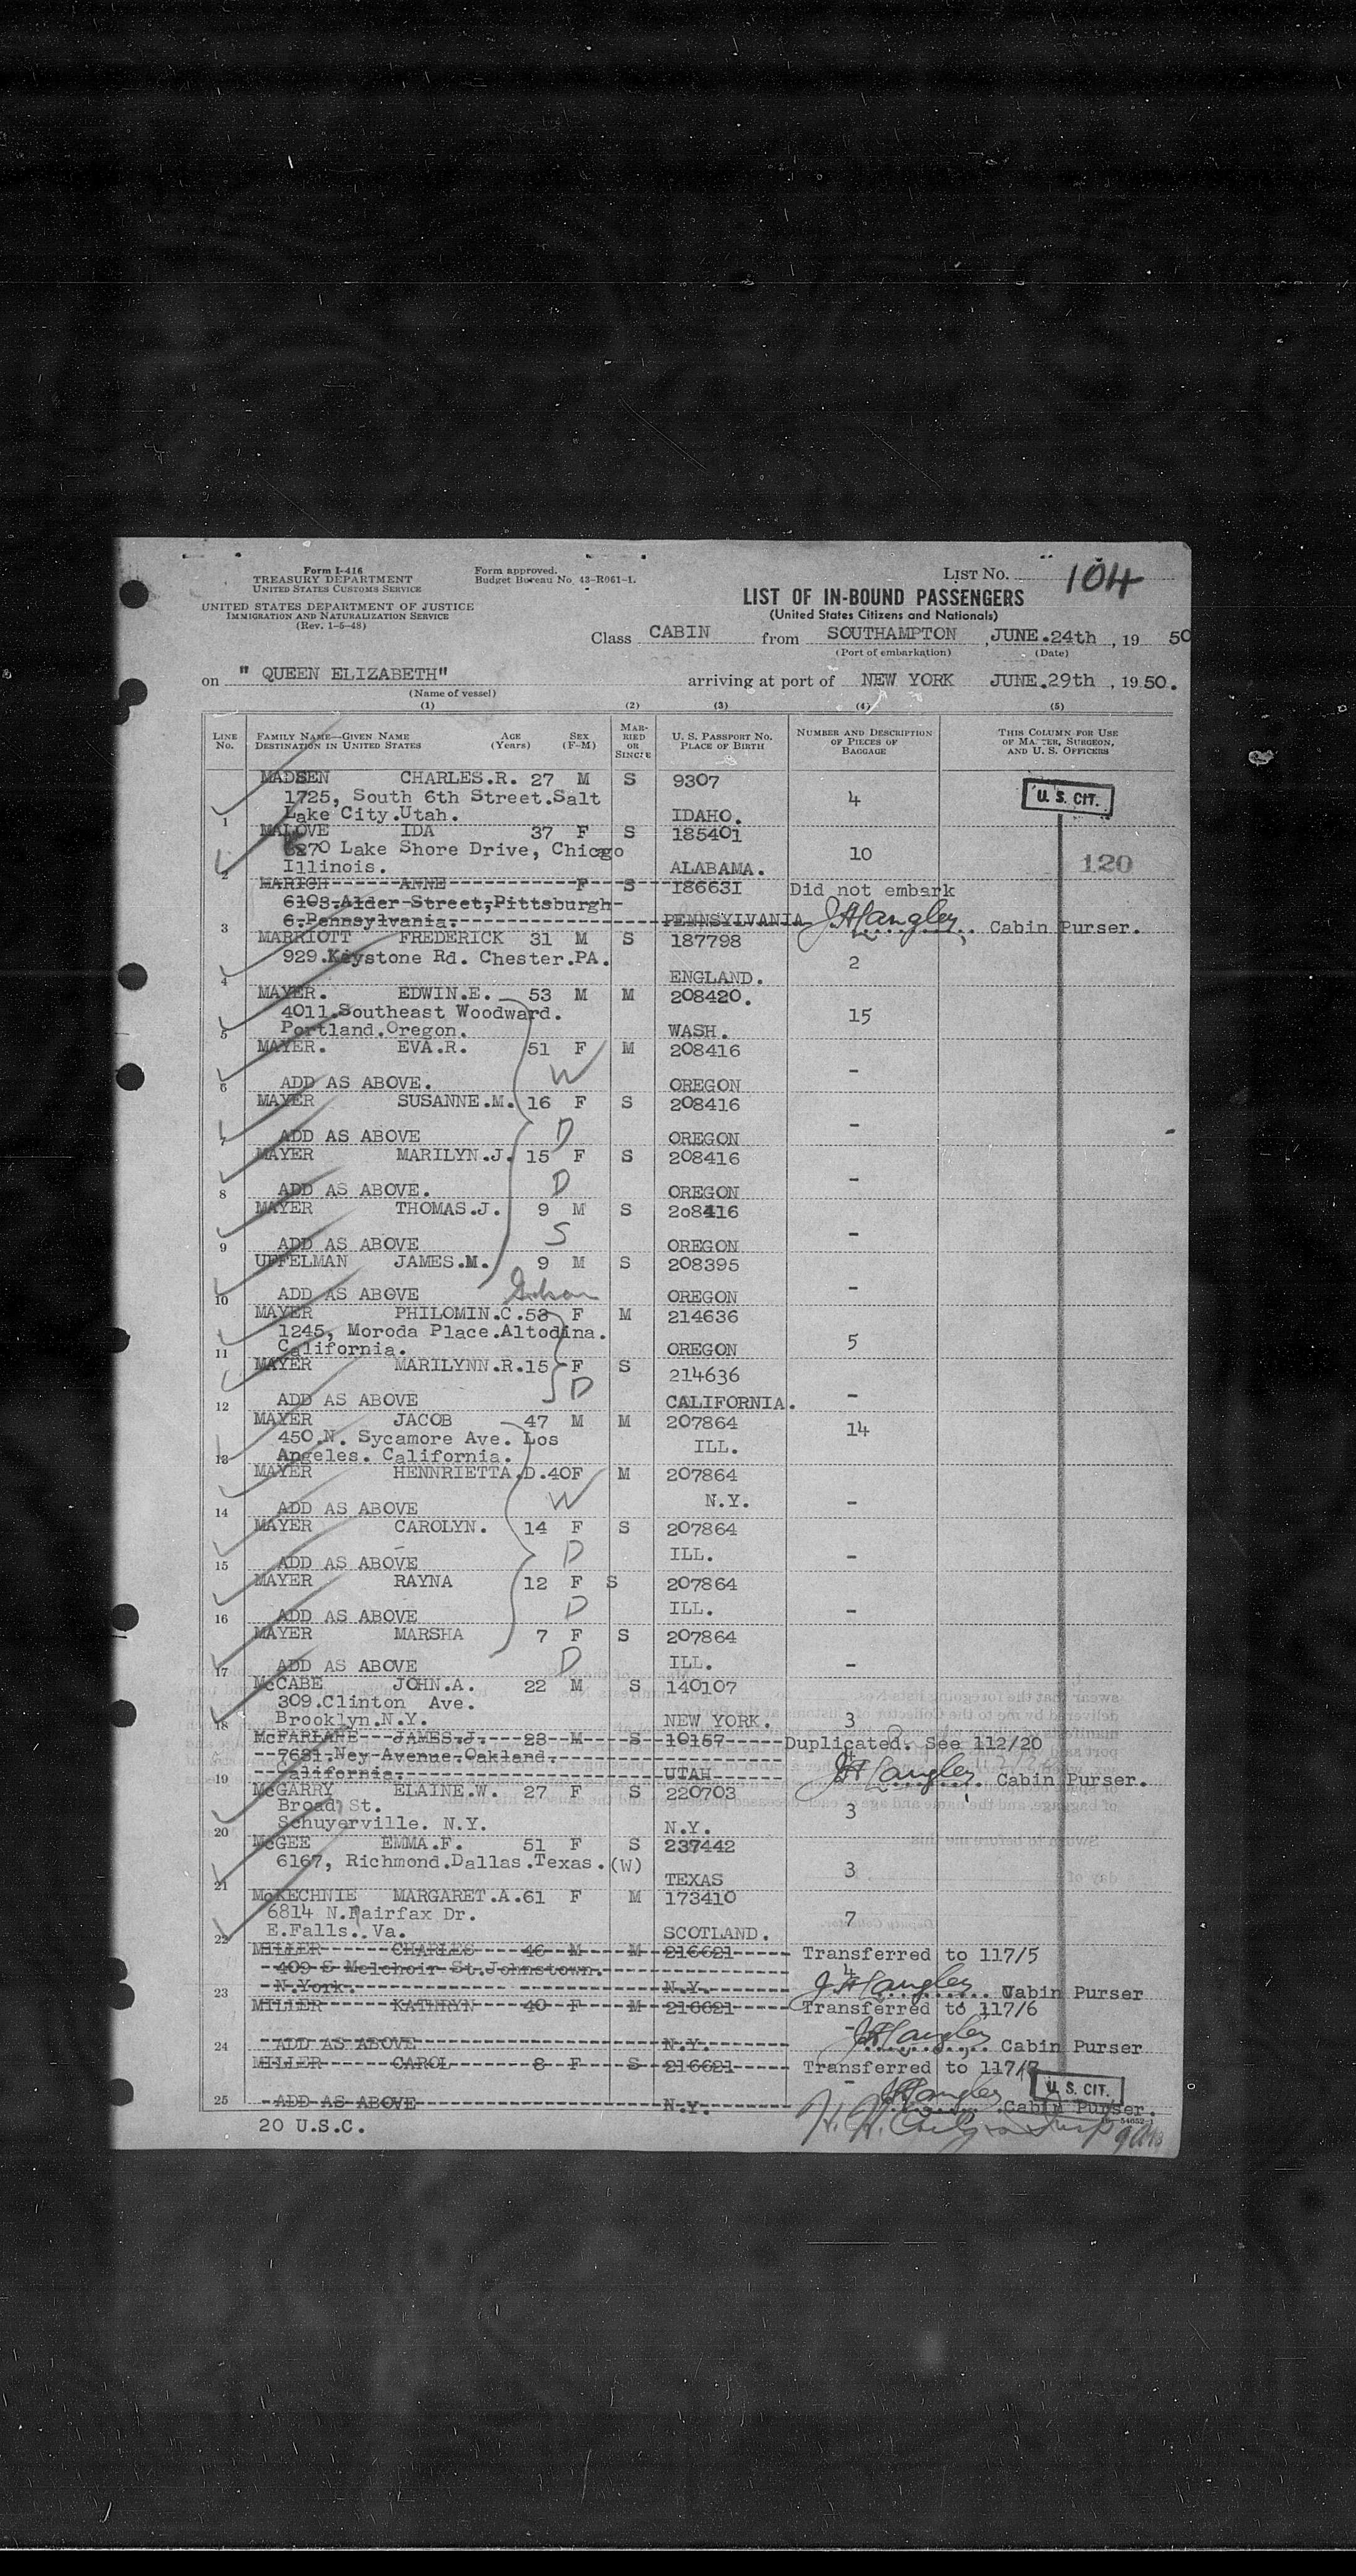 Form I-416
TREASURY DEPARTMENT
UNITED STATES CUSTOMS SERVICE
UNITED STATES DEPARTMENT OF JUSTICE
IMMIGRATION AND NATURALIZATION SERVICE
(Rev. 1-5-48)
Form approved.
Budget Bureau No. 43-R061-1.
LIST NO. 104
LIST OF IN-BOUND PASSENGERS
(United States Citizens and Nationals)
Class CABIN from SOUTHAMPTON , JUNE.24th , 19 50
(Port of embarkation) (Date)
on " QUEEN ELIZABETH" arriving at port of NEW YORK JUNE.29th , 1950.
(Name of vessel)
(1) (2) (3) (4) (5)
LINE No. FAMILY NAME—GIVEN NAME DESTINATION IN UNITED STATES AGE (Years) SEX (F-M) MARRIED OR SINGLE U. S. PASSPORT NO. PLACE OF BIRTH NUMBER AND DESCRIPTION OF PIECES OF BAGGAGE THIS COLUMN FOR USE OF MASTER, SURGEON, AND U. S. OFFICERS
MADSEN CHARLES.R. 27 M S 9307
1725, South 6th Street.Salt 4 U. S. CIT.
1 Lake City.Utah. IDAHO.
MALOVE IDA 37 F S 185401
6270 Lake Shore Drive, Chicago 10 120
2 Illinois. ALABAMA.
MARICH ANNE F S 186631 Did not embark
6108.Alder Street,Pittsburgh
3 6.Pennsylvania. PENNSYLVANIA J.H.Langley Cabin Purser.
MARRIOTT FREDERICK 31 M S 187798
929.Keystone Rd. Chester.PA. 2
4 ENGLAND.
MAYER. EDWIN.E. 53 M M 208420.
4011.Southeast Woodward. 15
5 Portland.Oregon. WASH.
MAYER. EVA.R. 51 F M 208416
W -
6 ADD AS ABOVE. OREGON
MAYER SUSANNE.M. 16 F S 208416
7 ADD AS ABOVE D OREGON -
MAYER MARILYN.J. 15 F S 208416
8 ADD AS ABOVE. D OREGON -
MAYER THOMAS.J. 9 M S 2o8416
9 ADD AS ABOVE S OREGON -
UFFELMAN JAMES.M. 9 M S 208395
10 ADD AS ABOVE OREGON -
MAYER PHILOMIN.C.53 F M 214636
1245, Moroda Place.Altodina. 5
11 California. OREGON
MAYER MARILYNN.R.15 F S 214636
12 ADD AS ABOVE D CALIFORNIA. -
MAYER JACOB 47 M M 207864
450.N. Sycamore Ave. Los 14
13 Angeles. California. ILL.
MAYER HENNRIETTA.D.40F M 207864
14 ADD AS ABOVE W N.Y. -
MAYER CAROLYN. 14 F S 207864
15 ADD AS ABOVE D ILL. -
MAYER RAYNA 12 F S 207864
16 ADD AS ABOVE D ILL. -
MAYER MARSHA 7 F S 207864
17 ADD AS ABOVE D ILL. -
McCABE JOHN.A. 22 M S 140107
309.Clinton Ave.
18 Brooklyn.N.Y. NEW YORK. 3
McFARLANE JAMES.J. 28 M S 10157 Duplicated. See 112/20
7681.Ney Avenue.Oakland. 4
19 California. UTAH J.H.Langley Cabin Purser.
McGARRY ELAINE.W. 27 F S 220703
Broad St. 3
20 Schuyerville. N.Y. N.Y.
McGEE EMMA.F. 51 F S 237442
6167, Richmond.Dallas.Texas. (W) 3
21 TEXAS
McKECHNIE MARGARET.A.61 F M 173410
6814 N.Fairfax Dr. 7
22 E.Falls. Va. SCOTLAND.
MILLER CHARLES 46 M M 216621 Transferred to 117/5
409 S Melchoir St.Johnstown. 4
23 N.York. N.Y. J.H.Langley Cabin Purser
MILLER KATHRYN 40 F M 216621 Transferred to 117/6
-
24 ADD AS ABOVE N.Y. J.H.Langley Cabin Purser
MILLER CAROL 8 F S 216621 Transferred to 117/7
- U. S. CIT.
25 ADD AS ABOVE N.Y. J.H.Langley Cabin Purser.
20 U.S.C.